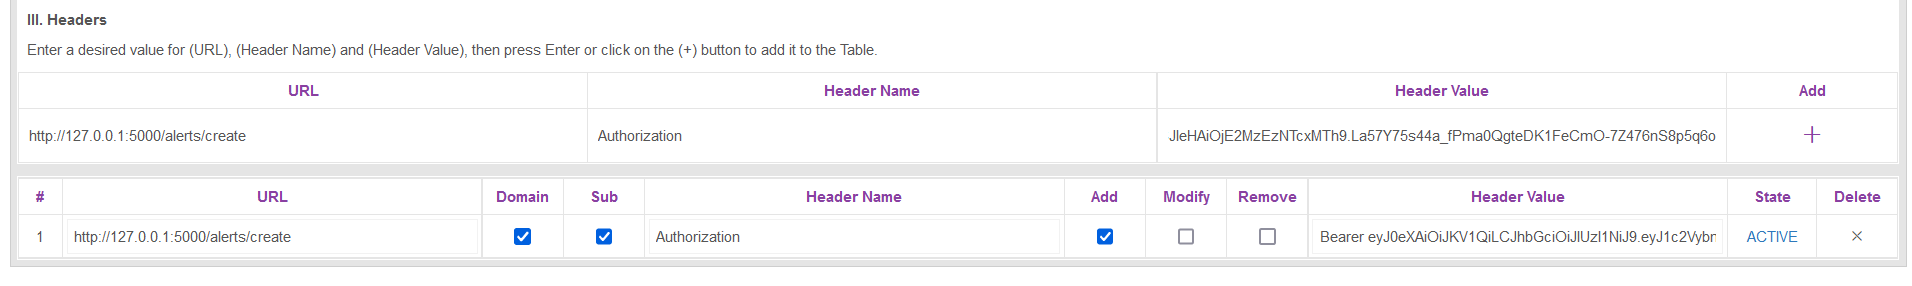 III. Headers
Enter a desired value for (URL), (Header Name) and (Header Value), then press Enter or click on the (+) button to add it to the Table.
URL Header Name Header Value Add
http://127.0.0.1:5000/alerts/create Authorization JleHAiOjE2MzEzNTcxMTh9.La57Y75s44a_fPma0QgteDK1FeCmO-7Z476nS8p5q6o +
# URL Domain Sub Header Name Add Modify Remove Header Value State Delete
1 http://127.0.0.1:5000/alerts/create Authorization Bearer eyJ0eXAiOiJKV1QiLCJhbGciOiJIUzI1NiJ9.eyJ1c2Vybn ACTIVE ×